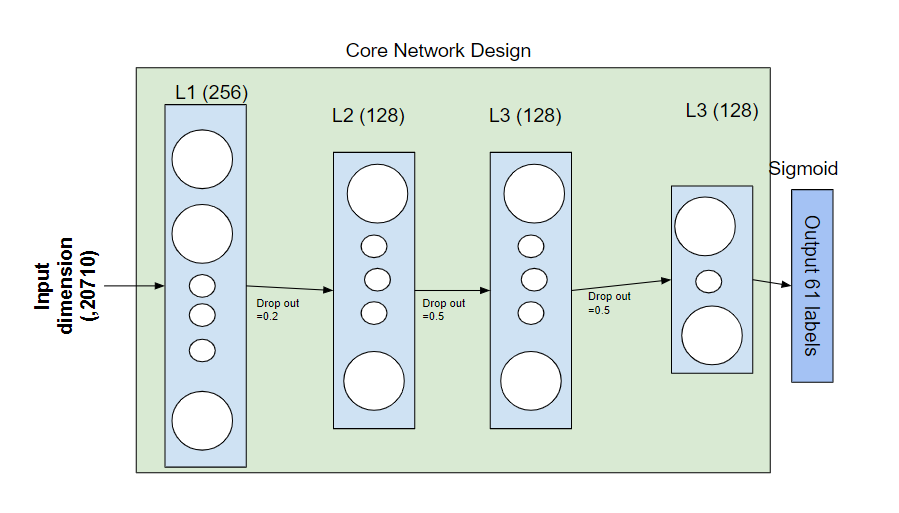 Core Network Design
L1 (256)
L2 (128)
L3 (128)
L3 (128)
Sigmoid
Input
dimension
(,20710)
Drop out
=0.2
Drop out
=0.5
Drop out
=0.5
Output 61 labels